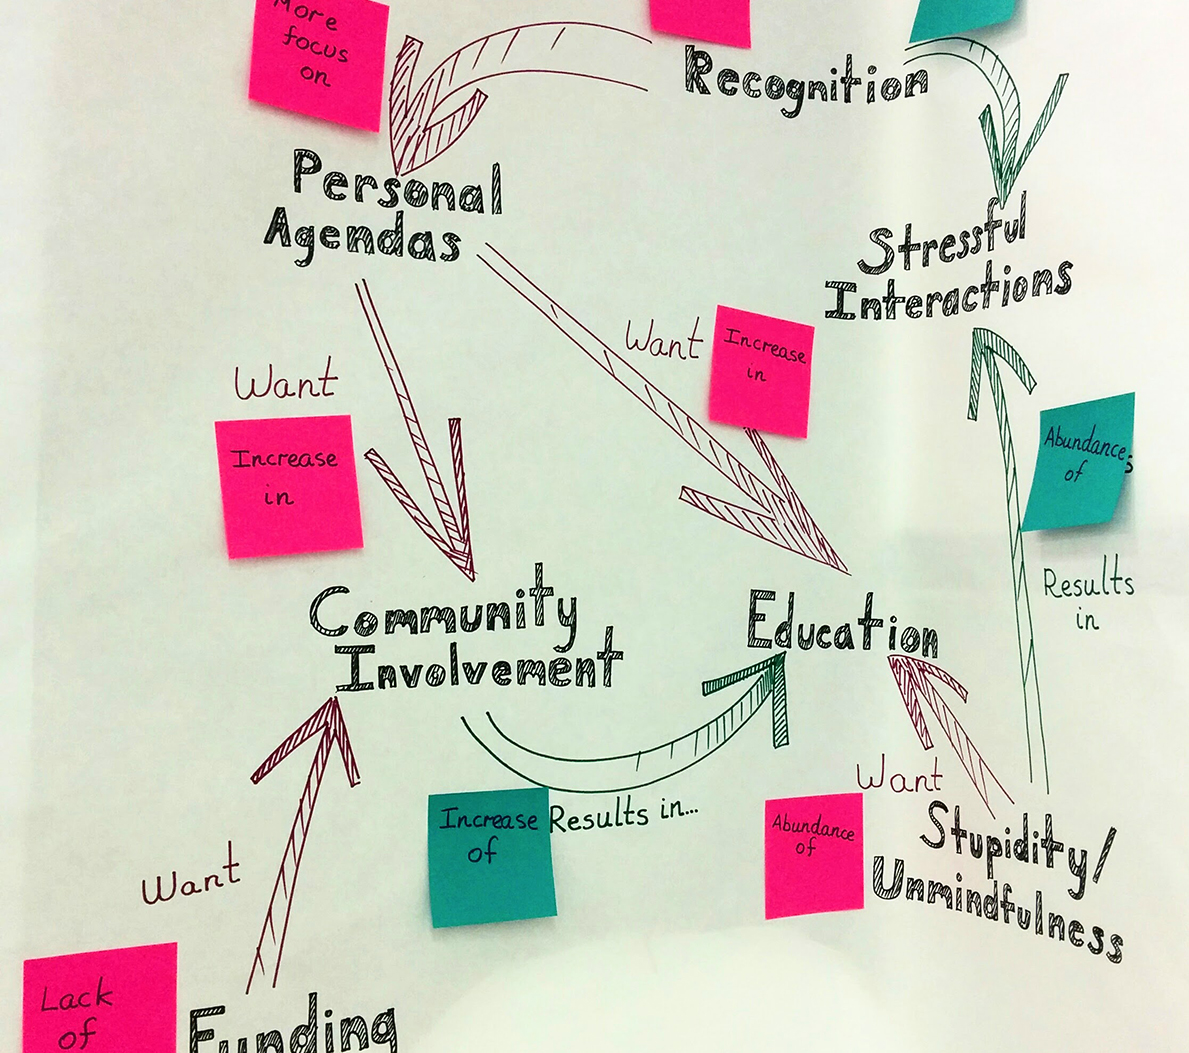 More
focus
on
Recognition
Personal
Agendas
Stressful
Interactions
Want
Increase
in
Want
Increase
in
Abundance
of
Results
in
Community
Involvement
Education
Want
Abundance
of
Stupidity/
Unmindfulness
Increase
of
Results in...
Want
Lack
of
Funding